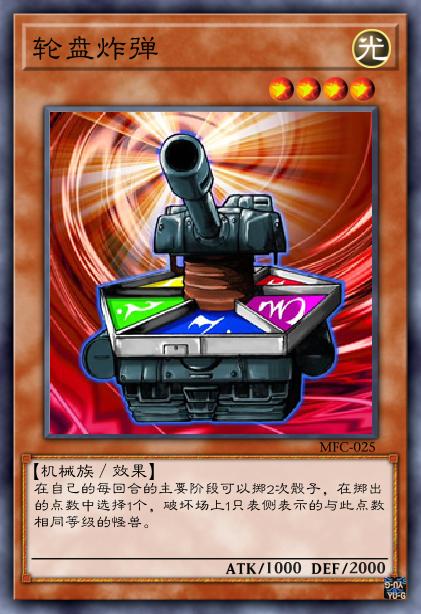 轮盘炸弹
光
MFC-025
【机械族／效果】
在自己的每回合的主要阶段可以掷2次骰子，在掷出
的点数中选择1个，破坏场上1只表侧表示的与此点数
相同等级的怪兽。
ATK/1000 DEF/2000